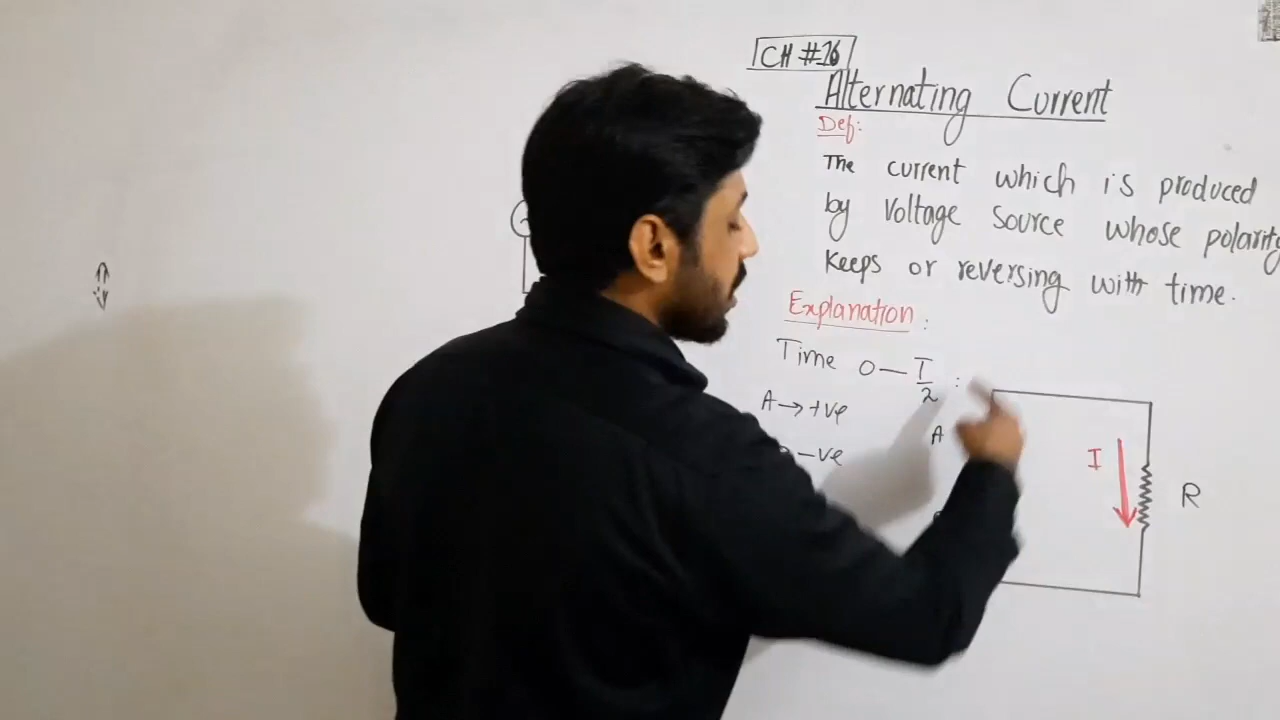 CH #26
Alternating Current
Def:
The current which is produced
by voltage source whose polarity
keeps or reversing with time.
Explanation :
Time 0 — T/2 :
A → +ve
–ve
A
I
R